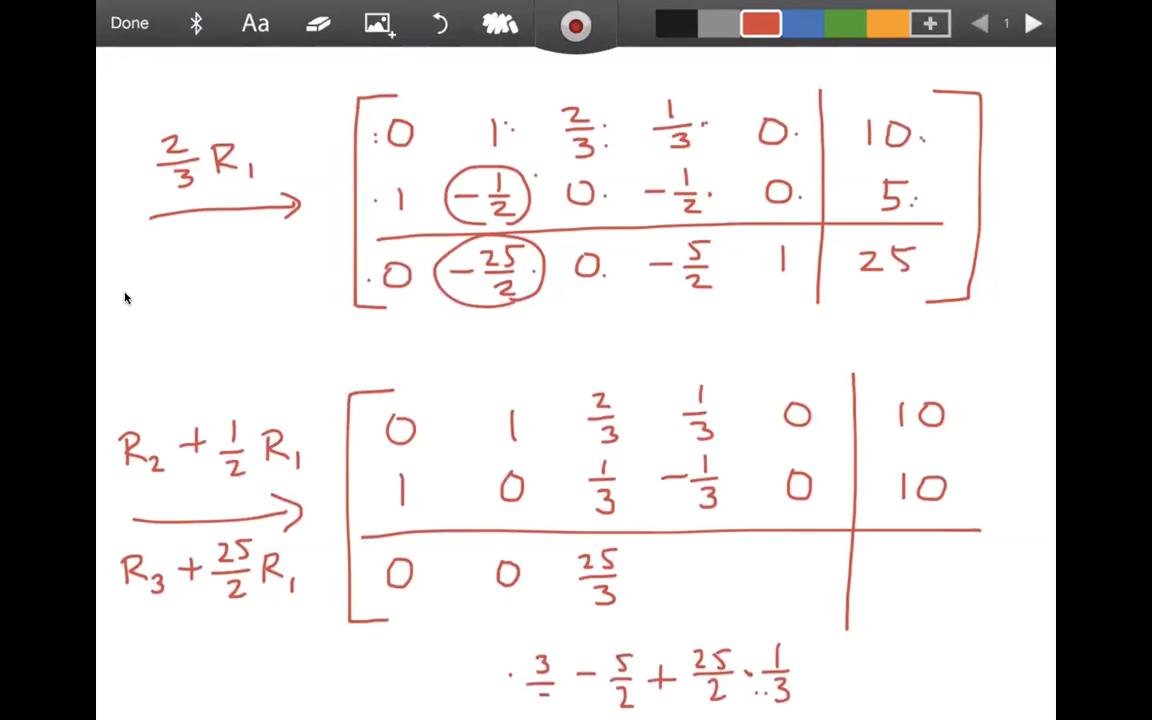 Done Aa 1
2/3 R₁
0 1 2/3 1/3 0 | 10
1 -1/2 0 -1/2 0 | 5
0 -25/2 0 -5/2 1 | 25
R₂ + 1/2 R₁
R₃ + 25/2 R₁
0 1 2/3 1/3 0 | 10
1 0 1/3 -1/3 0 | 10
0 0 25/3
3/ - 5/2 + 25/2 · 1/3